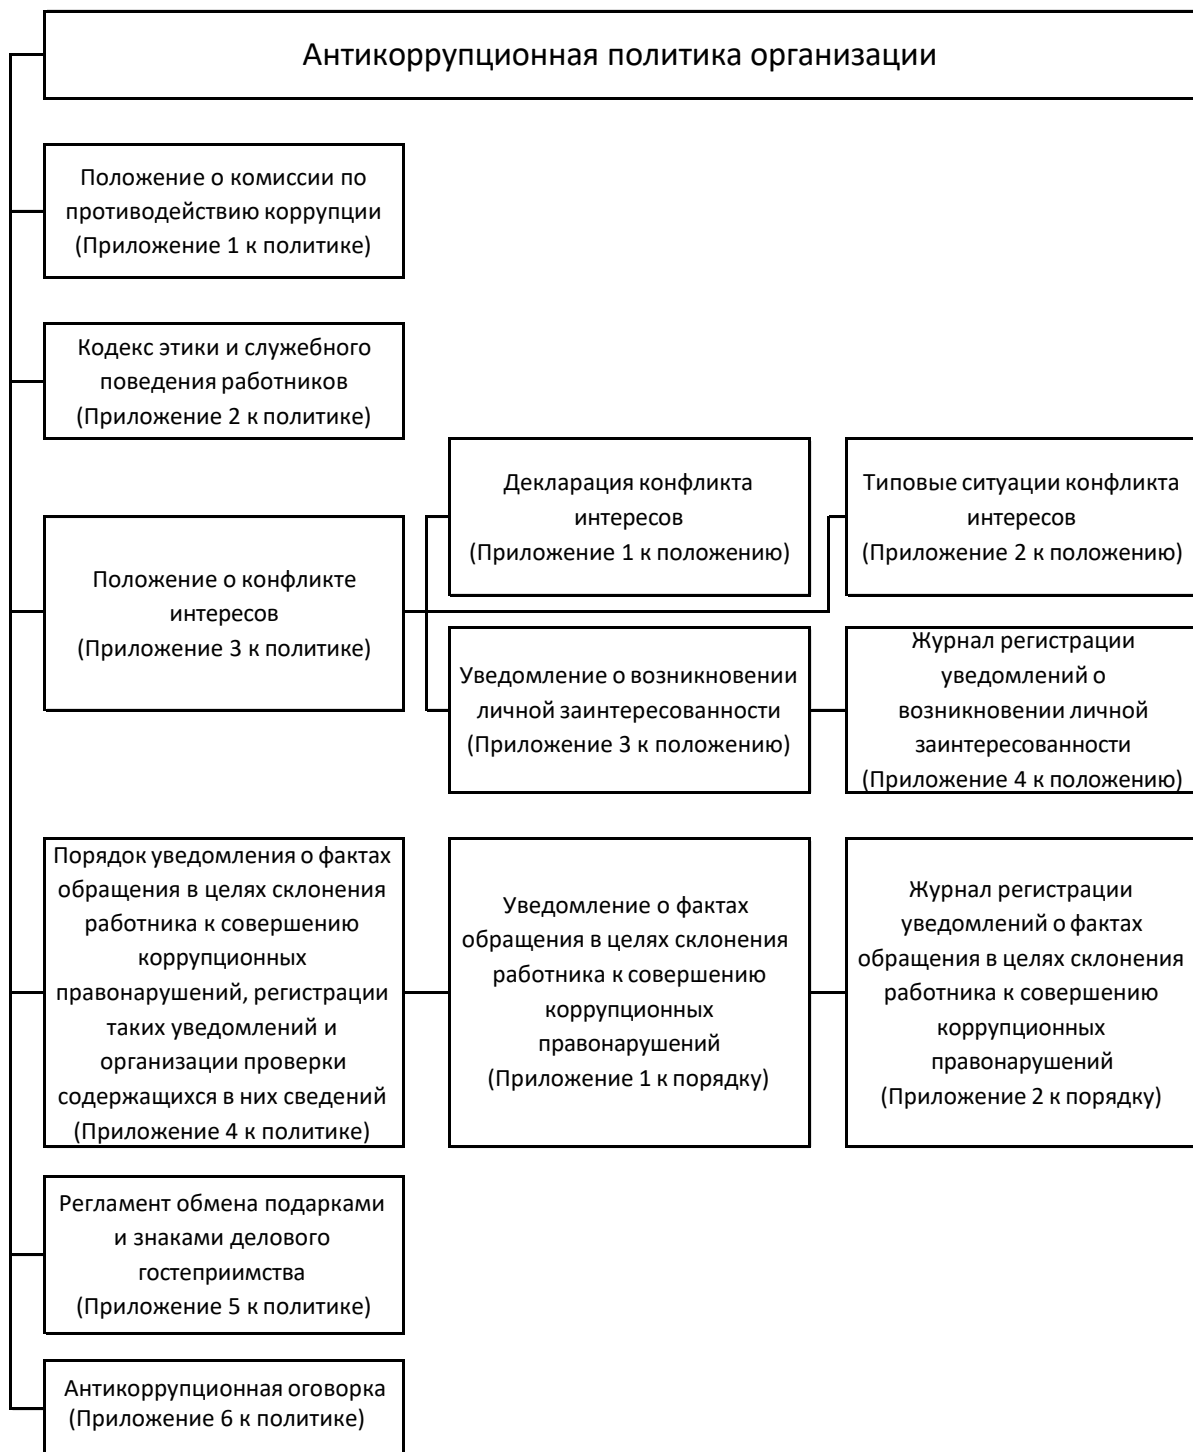 Антикоррупционная политика организации
Положение о комиссии по
противодействию коррупции
(Приложение 1 к политике)
Кодекс этики и служебного
поведения работников
(Приложение 2 к политике)
Положение о конфликте
интересов
(Приложение 3 к политике)
Декларация конфликта
интересов
(Приложение 1 к положению)
Типовые ситуации конфликта
интересов
(Приложение 2 к положению)
Уведомление о возникновении
личной заинтересованности
(Приложение 3 к положению)
Журнал регистрации
уведомлений о
возникновении личной
заинтересованности
(Приложение 4 к положению)
Порядок уведомления о фактах
обращения в целях склонения
работника к совершению
коррупционных
правонарушений, регистрации
таких уведомлений и
организации проверки
содержащихся в них сведений
(Приложение 4 к политике)
Уведомление о фактах
обращения в целях склонения
работника к совершению
коррупционных
правонарушений
(Приложение 1 к порядку)
Журнал регистрации
уведомлений о фактах
обращения в целях склонения
работника к совершению
коррупционных
правонарушений
(Приложение 2 к порядку)
Регламент обмена подарками
и знаками делового
гостеприимства
(Приложение 5 к политике)
Антикоррупционная оговорка
(Приложение 6 к политике)